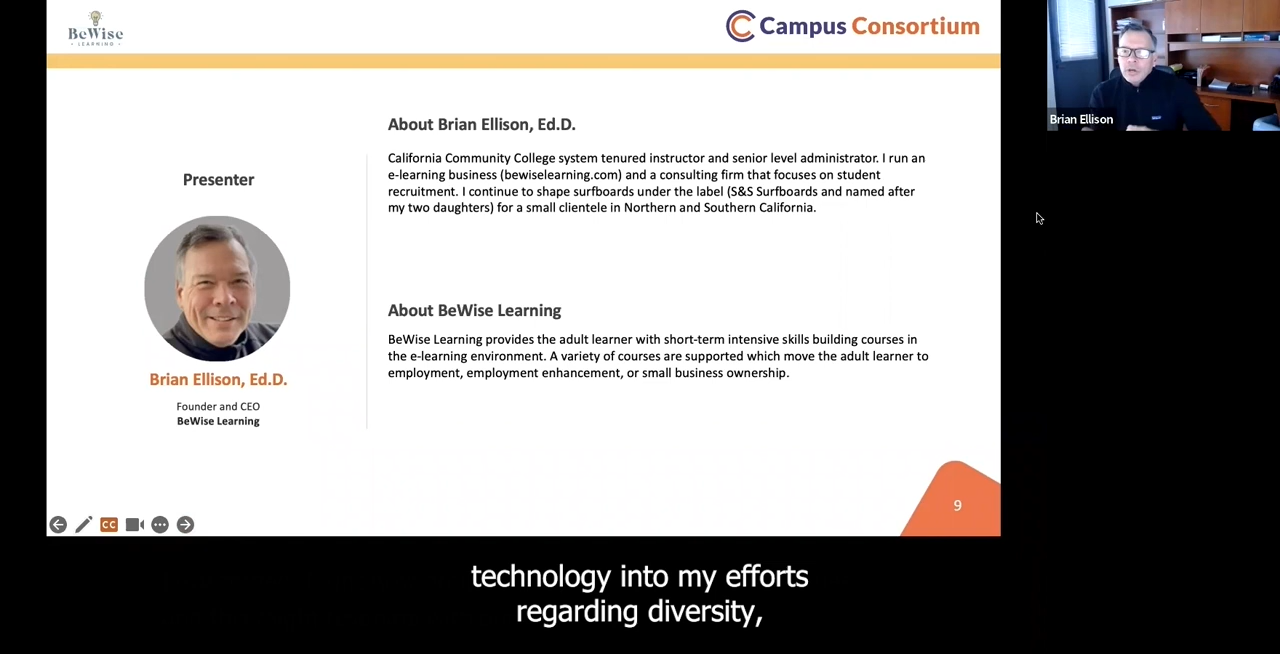 BeWise
• LEARNING •
Campus Consortium
Brian Ellison
Presenter
Brian Ellison, Ed.D.
Founder and CEO
BeWise Learning
About Brian Ellison, Ed.D.
California Community College system tenured instructor and senior level administrator. I run an
e-learning business (bewiselearning.com) and a consulting firm that focuses on student
recruitment. I continue to shape surfboards under the label (S&S Surfboards and named after
my two daughters) for a small clientele in Northern and Southern California.
About BeWise Learning
BeWise Learning provides the adult learner with short-term intensive skills building courses in
the e-learning environment. A variety of courses are supported which move the adult learner to
employment, employment enhancement, or small business ownership.
CC
9
technology into my efforts
regarding diversity,